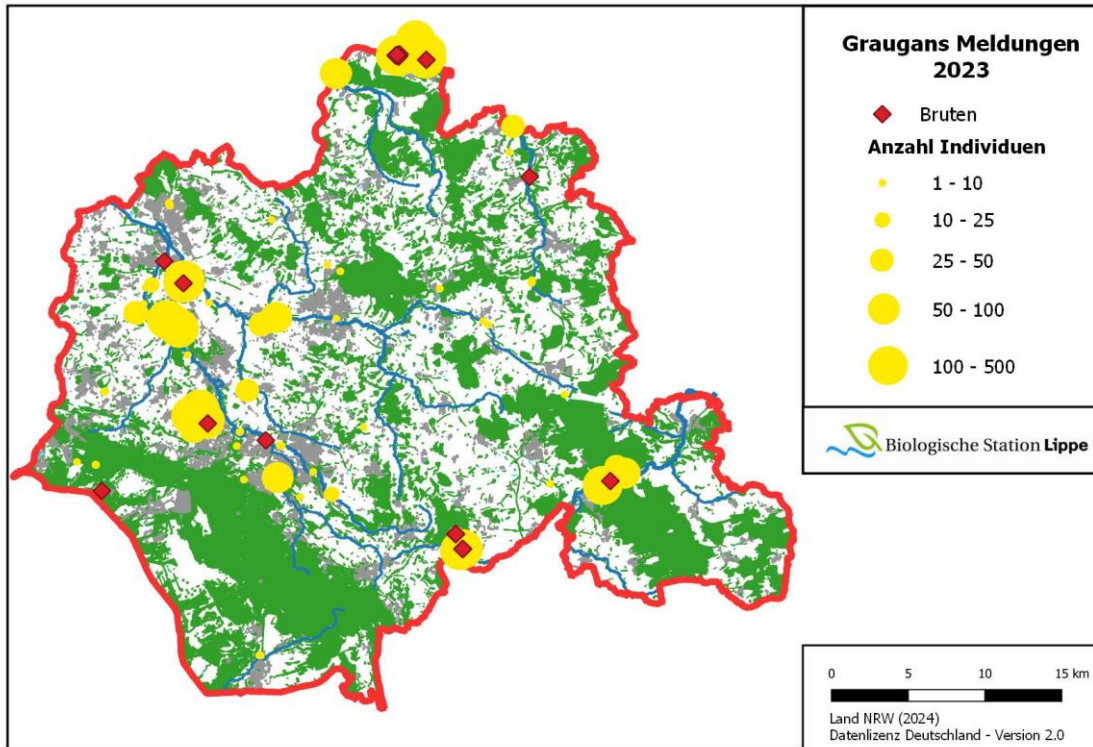 Graugans Meldungen
2023
Bruten
Anzahl Individuen
1 - 10
10 - 25
25 - 50
50 - 100
100 - 500
Biologische Station Lippe
0 5 10 15 km
Land NRW (2024)
Datenlizenz Deutschland - Version 2.0